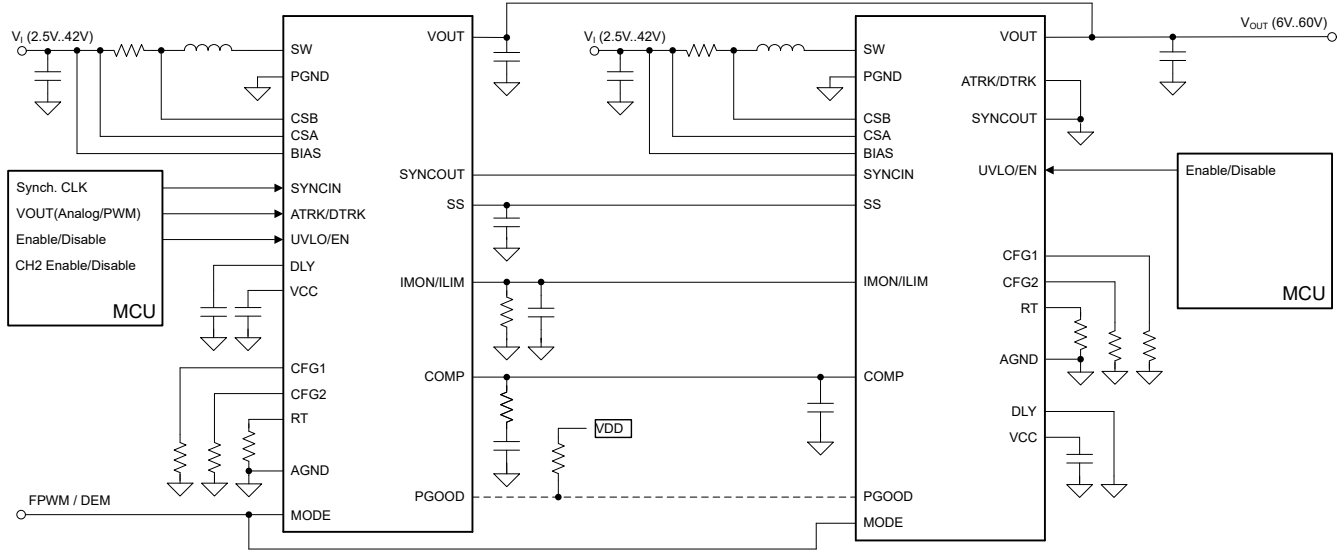 V_I (2.5V..42V)
SW
PGND
CSB
CSA
BIAS
SYNCIN
ATRK/DTRK
UVLO/EN
DLY
VCC
CFG1
CFG2
RT
AGND
MODE
VOUT
SYNCOUT
SS
IMON/ILIM
COMP
PGOOD
Synch. CLK
VOUT(Analog/PWM)
Enable/Disable
CH2 Enable/Disable
MCU
FPWM / DEM
VDD
V_I (2.5V..42V)
SW
PGND
CSB
CSA
BIAS
SYNCIN
SS
IMON/ILIM
COMP
PGOOD
MODE
VOUT
ATRK/DTRK
SYNCOUT
UVLO/EN
CFG1
CFG2
RT
AGND
DLY
VCC
V_OUT (6V..60V)
Enable/Disable
MCU